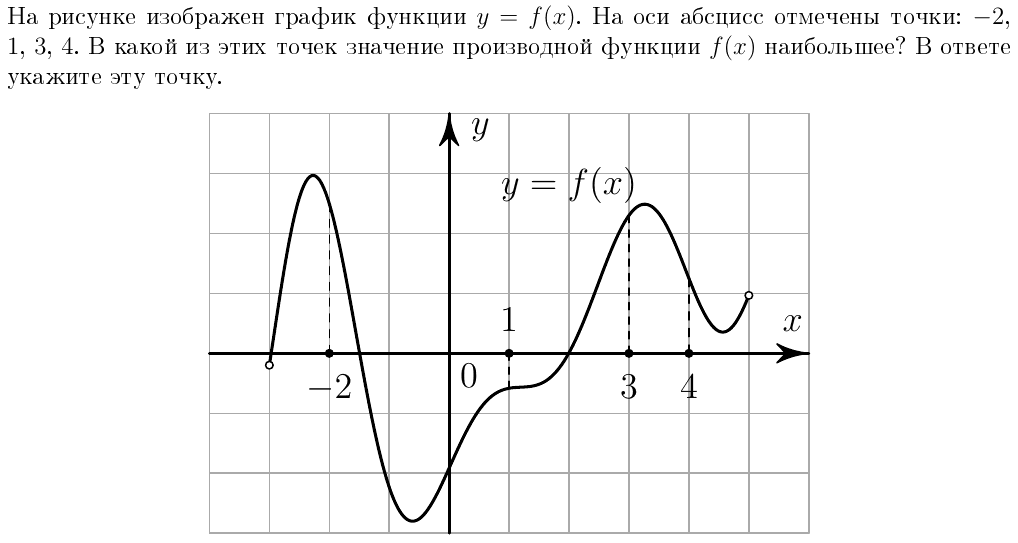 На рисунке изображен график функции y = f(x). На оси абсцисс отмечены точки: −2,
1, 3, 4. В какой из этих точек значение производной функции f(x) наибольшее? В ответе
укажите эту точку.
y
y = f(x)
1
x
−2
0
3
4